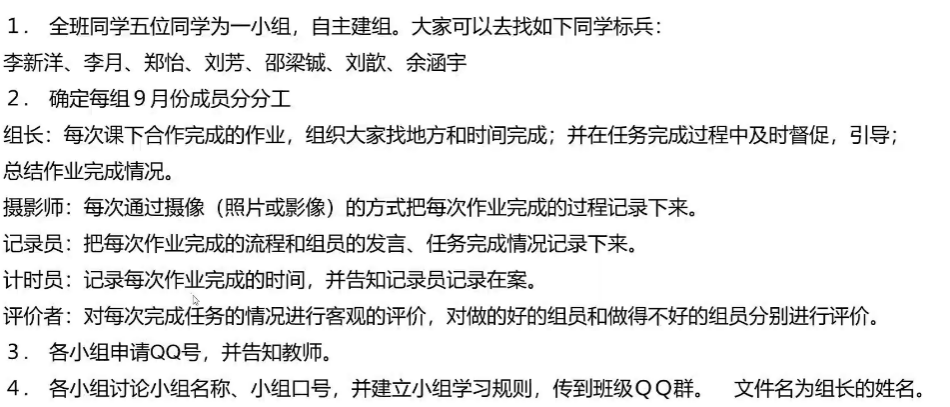 1． 全班同学五位同学为一小组，自主建组。大家可以去找如下同学标兵：
李新洋、李月、郑怡、刘芳、邵梁铖、刘歆、余涵宇
2． 确定每组9月份成员分分工
组长：每次课下合作完成的作业，组织大家找地方和时间完成；并在任务完成过程中及时督促，引导；
总结作业完成情况。
摄影师：每次通过摄像（照片或影像）的方式把每次作业完成的过程记录下来。
记录员：把每次作业完成的流程和组员的发言、任务完成情况记录下来。
计时员：记录每次作业完成的时间，并告知记录员记录在案。
评价者：对每次完成任务的情况进行客观的评价，对做的好的组员和做得不好的组员分别进行评价。
3． 各小组申请QQ号，并告知教师。
4． 各小组讨论小组名称、小组口号，并建立小组学习规则，传到班级QQ群。 文件名为组长的姓名。